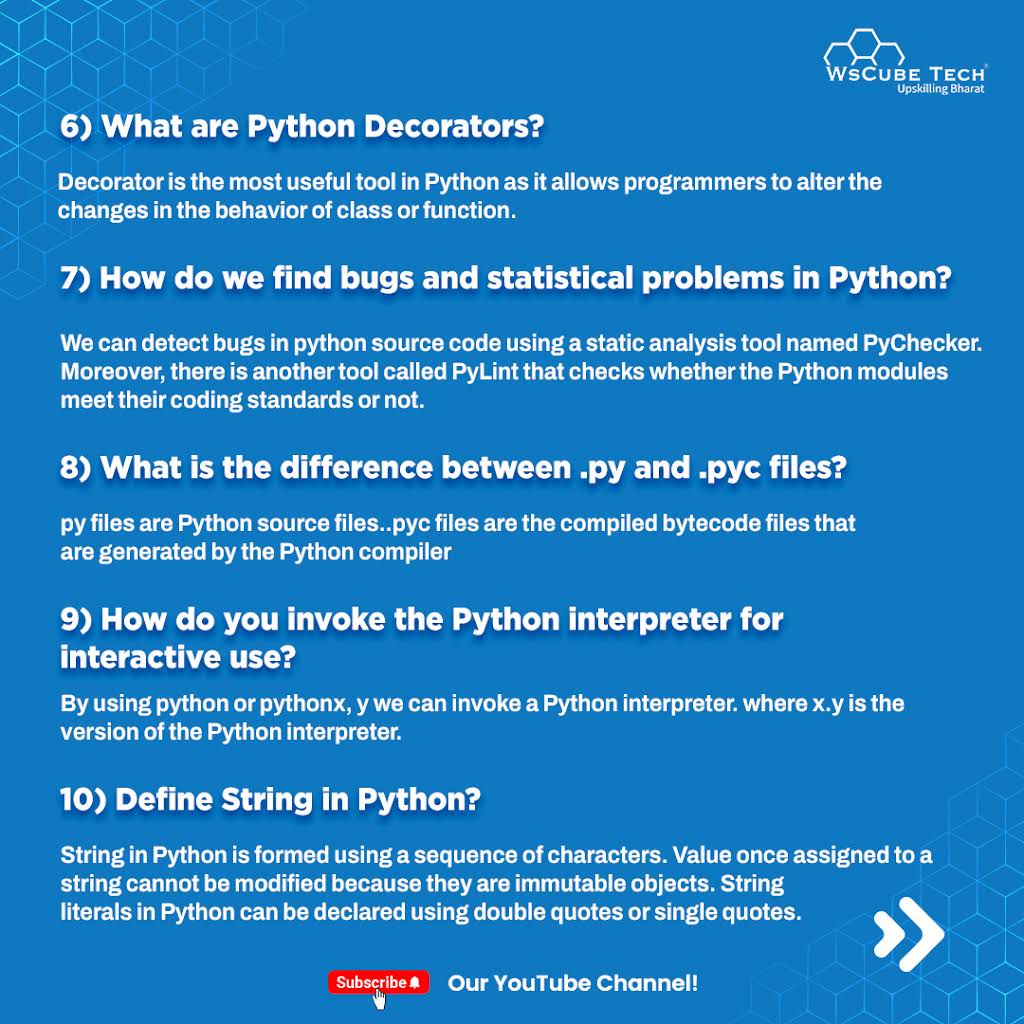 WsCube Tech®
Upskilling Bharat
6) What are Python Decorators?
Decorator is the most useful tool in Python as it allows programmers to alter the
changes in the behavior of class or function.
7) How do we find bugs and statistical problems in Python?
We can detect bugs in python source code using a static analysis tool named PyChecker.
Moreover, there is another tool called PyLint that checks whether the Python modules
meet their coding standards or not.
8) What is the difference between .py and .pyc files?
py files are Python source files..pyc files are the compiled bytecode files that
are generated by the Python compiler
9) How do you invoke the Python interpreter for
interactive use?
By using python or pythonx, y we can invoke a Python interpreter. where x.y is the
version of the Python interpreter.
10) Define String in Python?
String in Python is formed using a sequence of characters. Value once assigned to a
string cannot be modified because they are immutable objects. String
literals in Python can be declared using double quotes or single quotes.
Subscribe Our YouTube Channel!